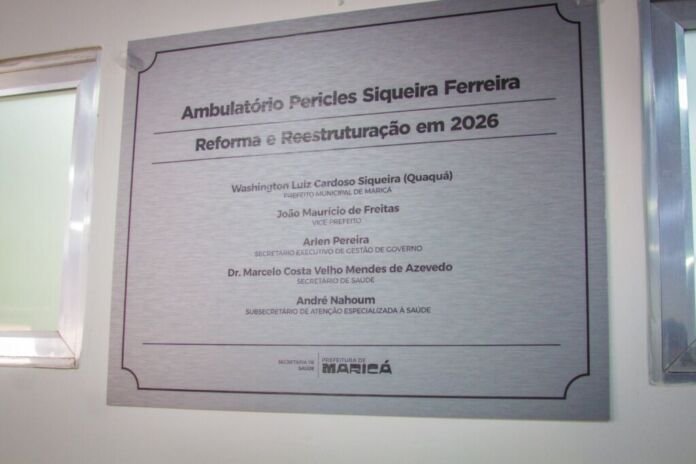 Ambulatório Pericles Siqueira Ferreira
Reforma e Reestruturação em 2026
Washington Luiz Cardoso Siqueira (Quaquá)
PREFEITO MUNICIPAL DE MARICÁ
João Maurício de Freitas
VICE PREFEITO
Arlen Pereira
SECRETÁRIO EXECUTIVO DE GESTÃO DE GOVERNO
Dr. Marcelo Costa Velho Mendes de Azevedo
SECRETÁRIO DE SAÚDE
André Nahoum
SUBSECRETÁRIO DE ATENÇÃO ESPECIALIZADA À SAÚDE
SECRETARIA DE
SAÚDE
PREFEITURA DE
MARICÁ